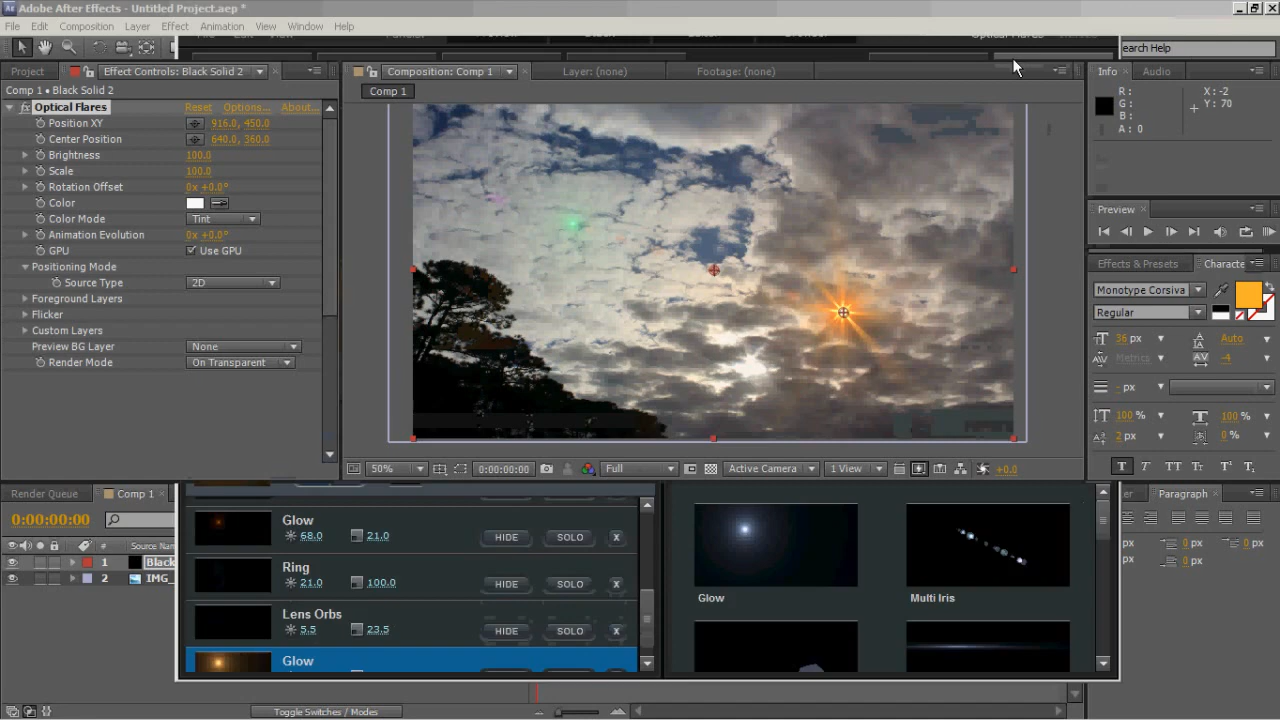 Adobe After Effects - Untitled Project.aep *
File Edit Composition Layer Effect Animation View Window Help
Optical Flares
earch Help
Project
Effect Controls: Black Solid 2
Composition: Comp 1
Layer: (none)
Footage: (none)
Info
Audio
Comp 1 • Black Solid 2
Comp 1
R :
G :
B :
A : 0
X : -2
Y : 70
fx Optical Flares Reset Options... About...
Position XY 916.0, 450.0
Center Position 640.0, 360.0
Brightness 100.0
Scale 100.0
Rotation Offset 0x +0.0°
Color
Color Mode Tint
Animation Evolution 0x +0.0°
GPU Use GPU
Positioning Mode
Source Type 2D
Foreground Layers
Flicker
Custom Layers
Preview BG Layer None
Render Mode On Transparent
Preview
Effects & Presets
Characte
Monotype Corsiva
Regular
36 px
Auto
Metrics
-4
- px
100 %
100 %
2 px
0 %
T T TT Tr T¹ T₁
50%
0:00:00:00
Full
Active Camera
1 View
+0.0
Render Queue
Comp 1
0:00:00:00
# Source Nam
1 Black
2 IMG_
Glow
68.0 21.0
HIDE SOLO X
Ring
21.0 100.0
HIDE SOLO X
Lens Orbs
5.5 23.5
HIDE SOLO X
Glow
Glow
Multi Iris
er
Paragraph
px
0 px
0 px
px
0 px
Toggle Switches / Modes